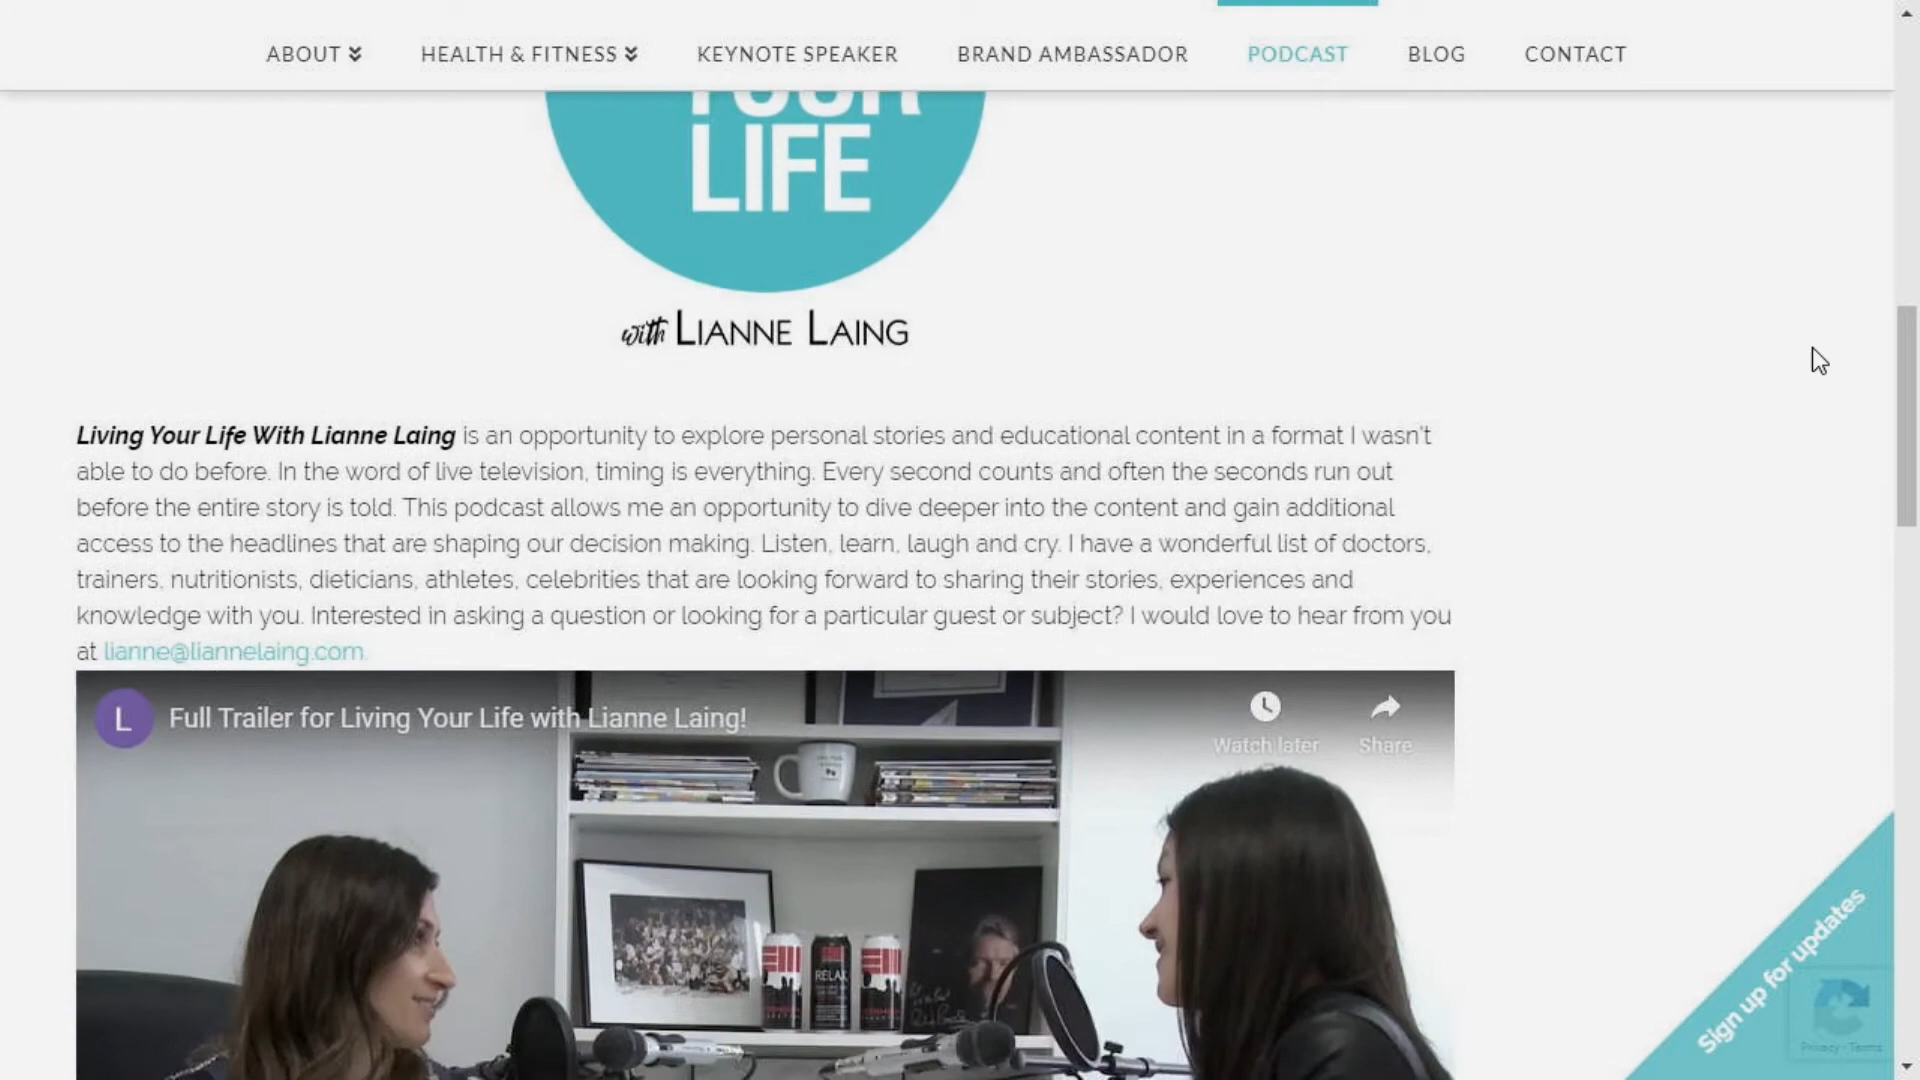 ABOUT HEALTH & FITNESS KEYNOTE SPEAKER BRAND AMBASSADOR PODCAST BLOG CONTACT
YOUR
LIFE
with LIANNE LAING
Living Your Life With Lianne Laing is an opportunity to explore personal stories and educational content in a format I wasn't
able to do before. In the word of live television, timing is everything. Every second counts and often the seconds run out
before the entire story is told. This podcast allows me an opportunity to dive deeper into the content and gain additional
access to the headlines that are shaping our decision making. Listen, learn, laugh and cry. I have a wonderful list of doctors,
trainers, nutritionists, dieticians, athletes, celebrities that are looking forward to sharing their stories, experiences and
knowledge with you. Interested in asking a question or looking for a particular guest or subject? I would love to hear from you
at lianne@liannelaing.com.
L Full Trailer for Living Your Life with Lianne Laing!
Watch later Share
RELAX
Sign up for updates
Privacy - Terms